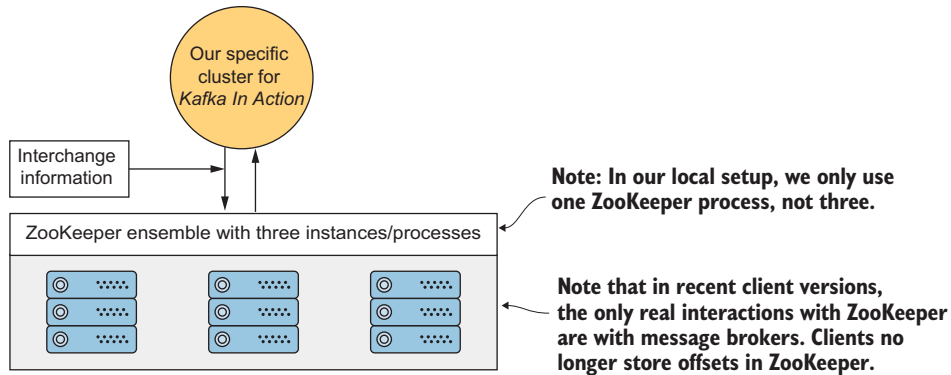 Our specific
cluster for
Kafka In Action
Interchange
information
Note: In our local setup, we only use
one ZooKeeper process, not three.
ZooKeeper ensemble with three instances/processes
Note that in recent client versions,
the only real interactions with ZooKeeper
are with message brokers. Clients no
longer store offsets in ZooKeeper.